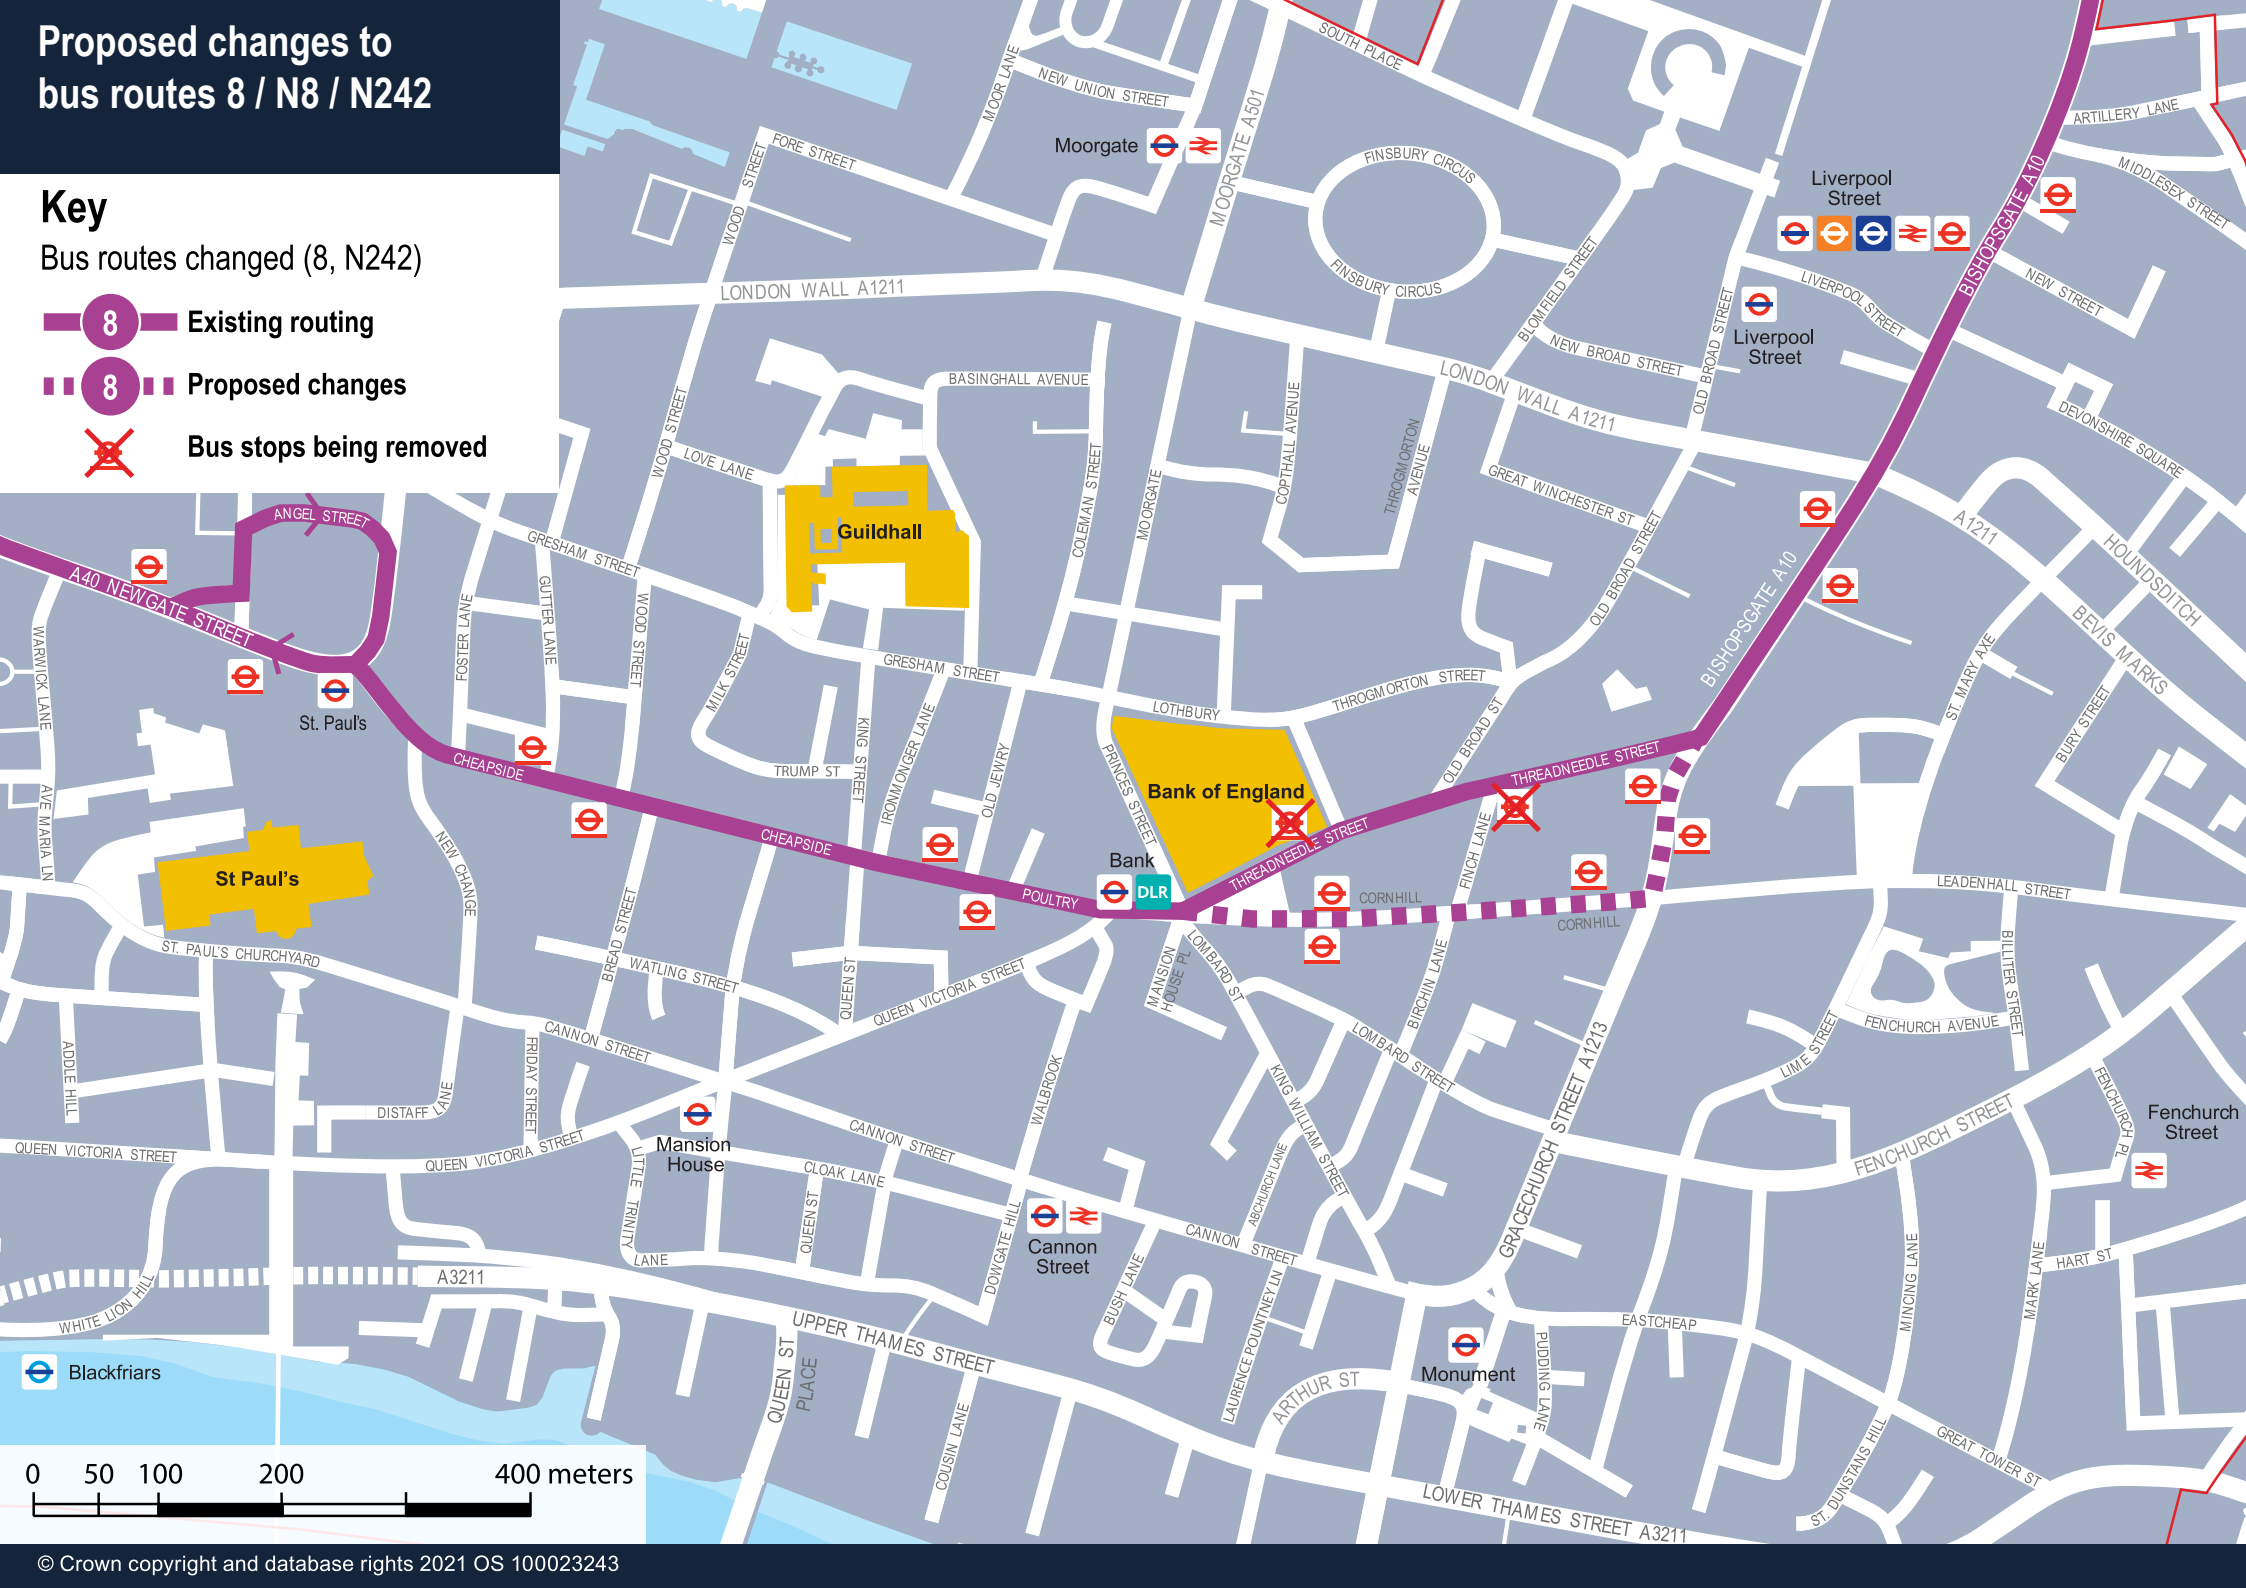 Proposed changes to
bus routes 8 / N8 / N242
Key
Bus routes changed (8, N242)
8 Existing routing
8 Proposed changes
Bus stops being removed
SOUTH PLACE
MOOR LANE
NEW UNION STREET
MOORGATE A501
Moorgate
FORE STREET
WOOD STREET
FINSBURY CIRCUS
FINSBURY CIRCUS
ARTILLERY LANE
MIDDLESEX STREET
BISHOPSGATE A10
Liverpool
Street
LIVERPOOL STREET
NEW STREET
BLOMFIELD STREET
OLD BROAD STREET
Liverpool
Street
NEW BROAD STREET
LONDON WALL A1211
LONDON WALL A1211
BASINGHALL AVENUE
COPTHALL AVENUE
THROGMORTON
AVENUE
WOOD STREET
LOVE LANE
COLEMAN STREET
MOORGATE
GREAT WINCHESTER ST
DEVONSHIRE SQUARE
A1211
HOUNDSDITCH
BEVIS MARKS
ANGEL STREET
A40 NEWGATE STREET
GRESHAM STREET
Guildhall
OLD BROAD STREET
BISHOPSGATE A10
WARWICK LANE
FOSTER LANE
GUTTER LANE
WOOD STREET
MILK STREET
GRESHAM STREET
THROGMORTON STREET
ST. MARY AXE
BURY STREET
St. Paul's
LOTHBURY
OLD BROAD ST
TRUMP ST
KING STREET
IRONMONGER LANE
OLD JEWRY
PRINCES STREET
Bank of England
THREADNEEDLE STREET
THREADNEEDLE STREET
CHEAPSIDE
CHEAPSIDE
AVE MARIA LN
NEW CHANGE
FINCH LANE
Bank
DLR
St Paul's
POULTRY
CORNHILL
CORNHILL
LEADENHALL STREET
ST. PAUL'S CHURCHYARD
BREAD STREET
WATLING STREET
QUEEN ST
QUEEN VICTORIA STREET
MANSION
HOUSE PL
LOMBARD ST
BIRCHIN LANE
BILLITER STREET
FENCHURCH AVENUE
LIME STREET
ADDLE HILL
CANNON STREET
FRIDAY STREET
DISTAFF LANE
WALBROOK
LOMBARD STREET
KING WILLIAM STREET
GRACECHURCH STREET A1213
FENCHURCH PL
Fenchurch
Street
FENCHURCH STREET
Mansion
House
QUEEN VICTORIA STREET
QUEEN VICTORIA STREET
LITTLE TRINITY
LANE
CLOAK LANE
CANNON STREET
QUEEN ST
DOWGATE HILL
ABCHURCH LANE
Cannon
Street
CANNON STREET
BUSH LANE
LAURENCE POUNTNEY LN
MINCING LANE
MARK LANE
HART ST
A3211
WHITE LION HILL
UPPER THAMES STREET
QUEEN ST
PLACE
EASTCHEAP
PUDDING LANE
Monument
ARTHUR ST
Blackfriars
COUSIN LANE
ST. DUNSTANS HILL
GREAT TOWER ST
LOWER THAMES STREET A3211
0 50 100 200 400 meters
© Crown copyright and database rights 2021 OS 100023243